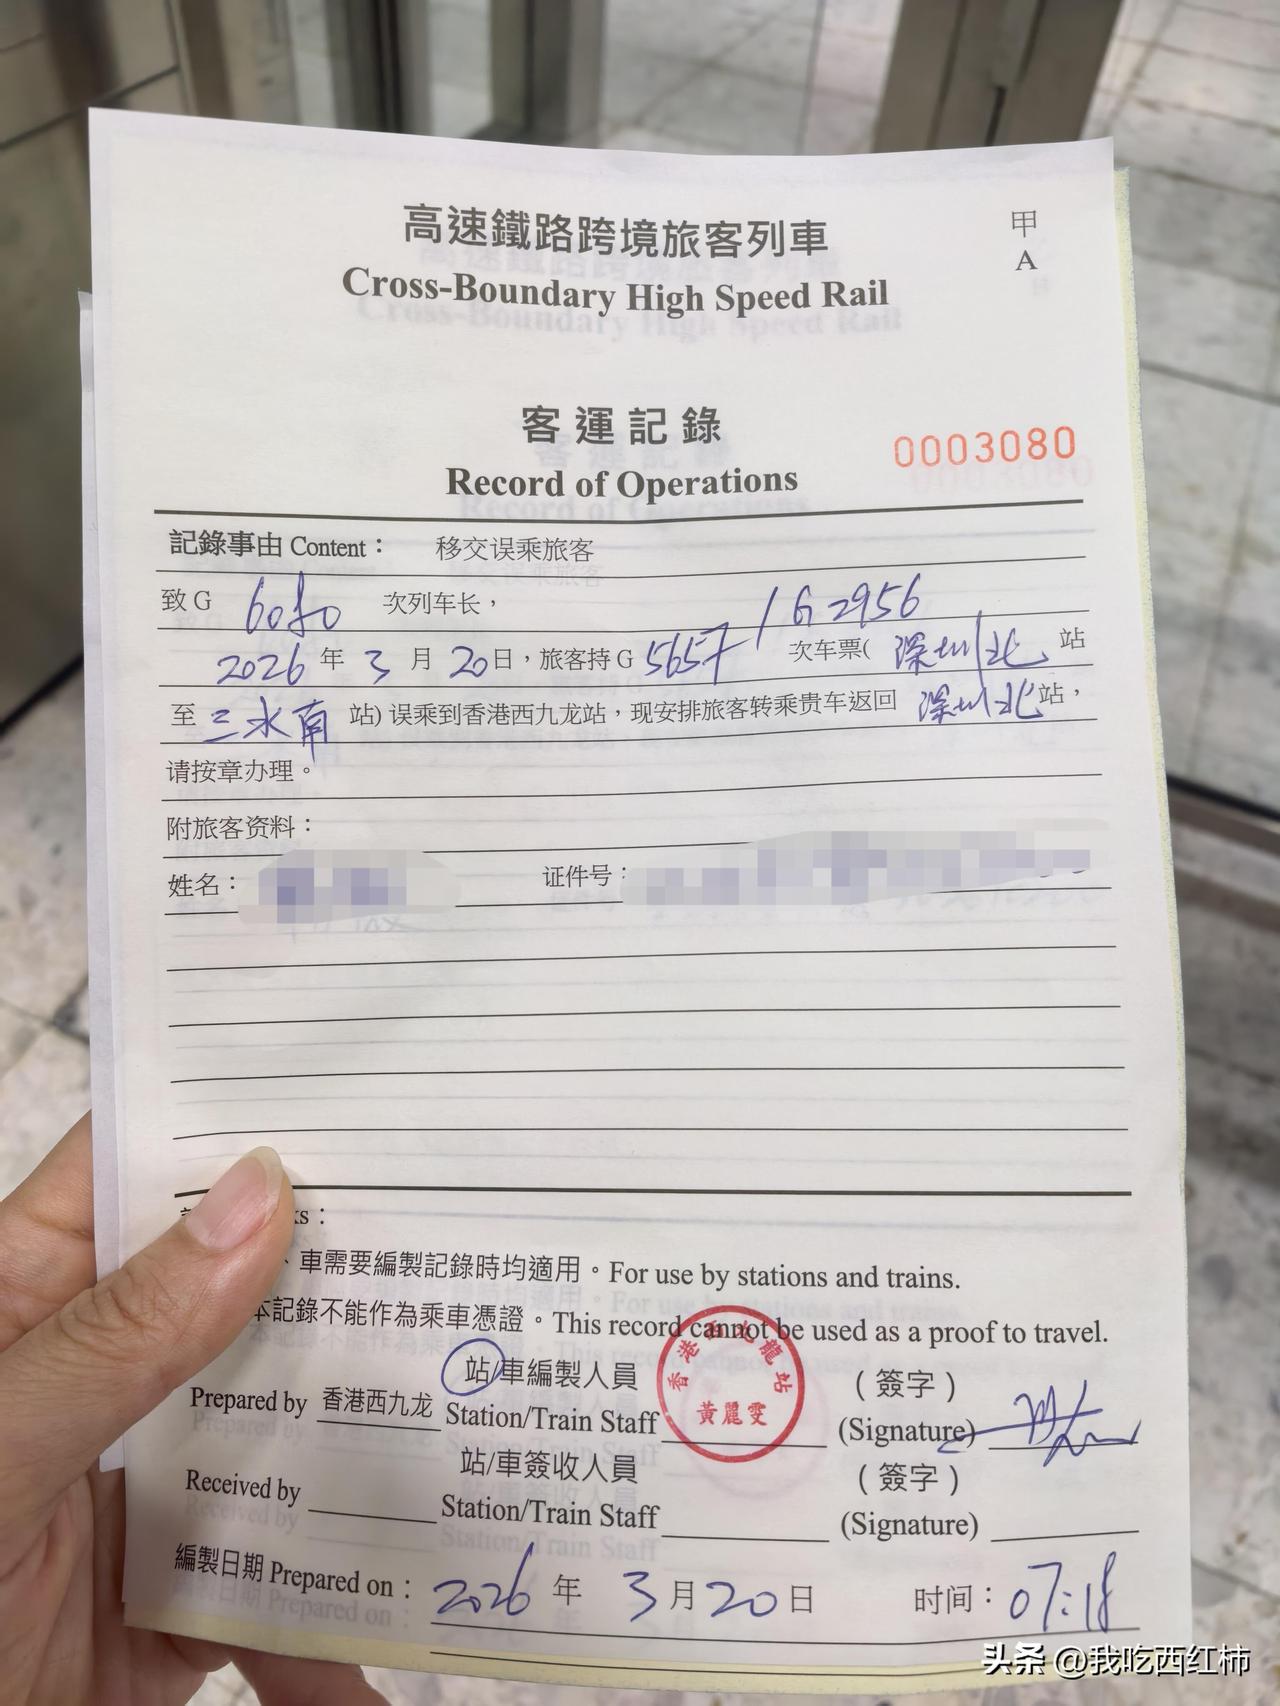 高速鐵路跨境旅客列車
甲
Cross-Boundary High Speed Rail
A
客運記錄
0003080
Record of Operations
記錄事由 Content： 移交误乘旅客
致 G 6080 次列车长，
2026 年 3 月 20 日，旅客持 G 5657 / G2956 次车票( 深圳北 站
至 三水南 站) 误乘到香港西九龙站，现安排旅客转乘贵车返回 深圳北 站，
请按章办理。
附旅客资料：
姓名： 证件号：
ks：
、車需要編製記錄時均適用。For use by stations and trains.
本記錄不能作為乘車憑證。This record cannot be used as a proof to travel.
站/車編製人員 (簽字)
Prepared by 香港西九龙 Station/Train Staff (Signature)
香港西九龍站
黃麗雯
站/車簽收人員 (簽字)
Received by Station/Train Staff (Signature)
編製日期 Prepared on： 2026 年 3 月 20 日 时间：07:18
头条 @我吃西红柿